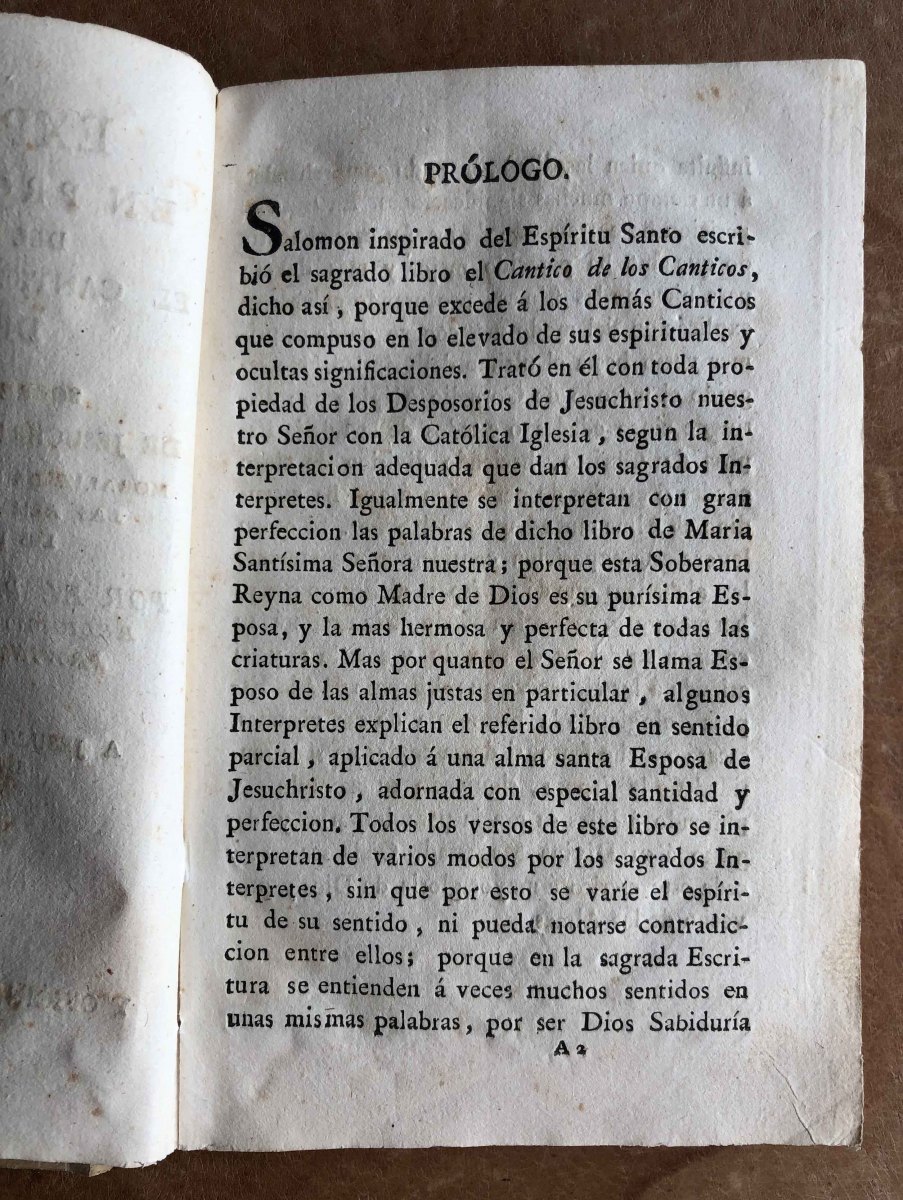 PRÓLOGO.
Salomon inspirado del Espíritu Santo escri-
bió el sagrado libro el Cantico de los Canticos,
dicho así, porque excede á los demás Canticos
que compuso en lo elevado de sus espirituales y
ocultas significaciones. Trató en él con toda pro-
piedad de los Desposorios de Jesuchristo nues-
tro Señor con la Católica Iglesia, segun la in-
terpretacion adequada que dan los sagrados In-
terpretes. Igualmente se interpretan con gran
perfeccion las palabras de dicho libro de Maria
Santísima Señora nuestra; porque esta Soberana
Reyna como Madre de Dios es su purísima Es-
posa, y la mas hermosa y perfecta de todas las
criaturas. Mas por quanto el Señor se llama Es-
poso de las almas justas en particular, algunos
Interpretes explican el referido libro en sentido
parcial, aplicado á una alma santa Esposa de
Jesuchristo, adornada con especial santidad y
perfeccion. Todos los versos de este libro se in-
terpretan de varios modos por los sagrados In-
terpretes, sin que por esto se varíe el espíri-
tu de su sentido, ni pueda notarse contradic-
cion entre ellos; porque en la sagrada Escri-
tura se entienden á veces muchos sentidos en
unas mismas palabras, por ser Dios Sabiduría
A 2